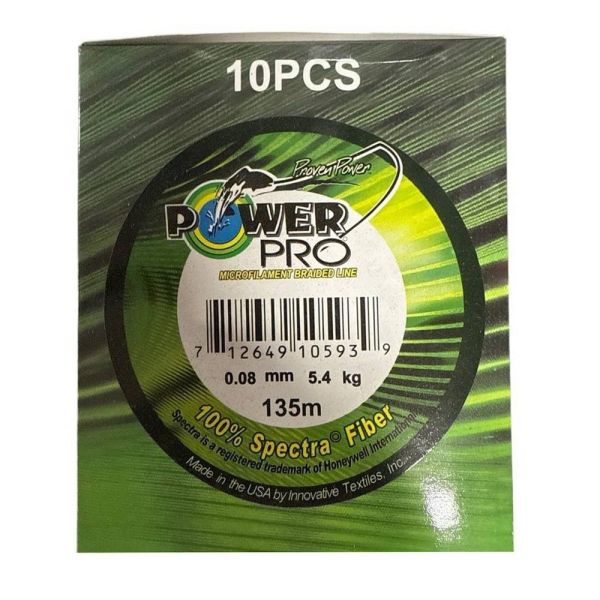 10PCS
ProvenPower
POWER
PRO
MICROFILAMENT BRAIDED LINE
7 12649 10593 9
0.08 mm 5.4 kg
135m
100% Spectra© Fiber
Spectra is a registered trademark of Honeywell International
Made in the USA by Innovative Textiles, Inc.